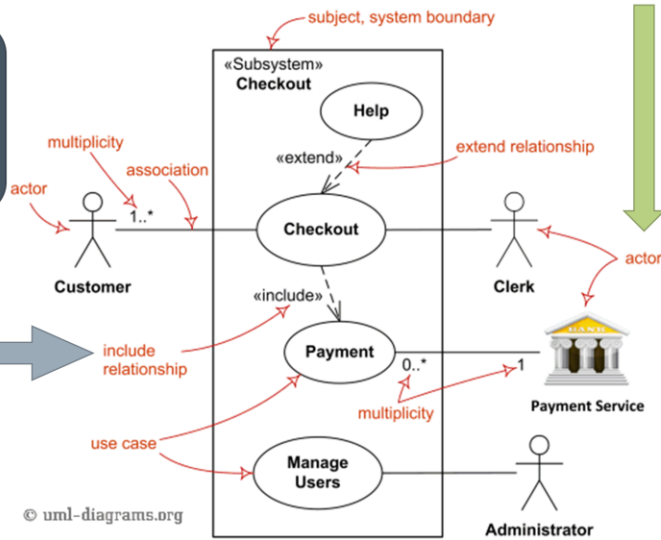 subject, system boundary
«Subsystem»
Checkout
Help
multiplicity
«extend»
extend relationship
association
actor
1..*
Checkout
Customer
Clerk
actor
«include»
BANK
include
relationship
Payment
0..*
1
multiplicity
Payment Service
use case
Manage
Users
© uml-diagrams.org
Administrator